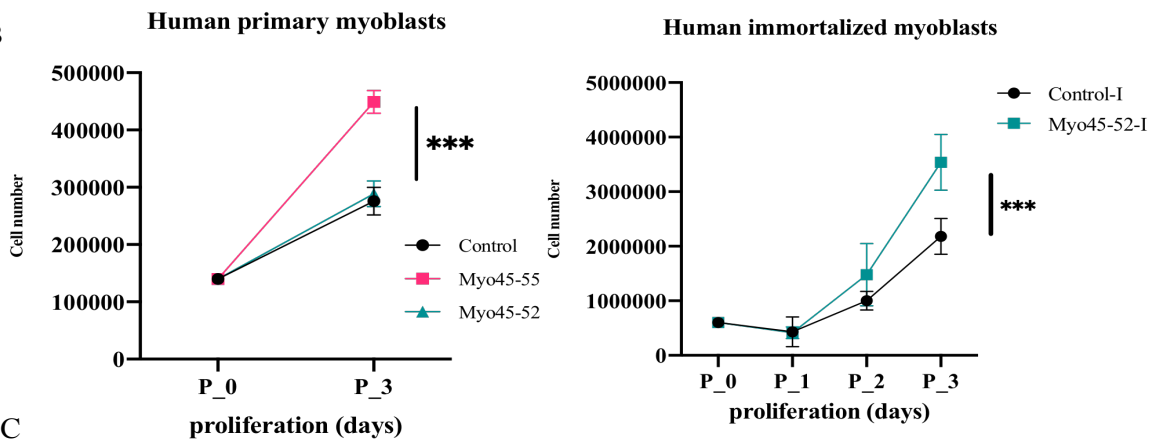 Human primary myoblasts
500000
400000
300000
200000
100000
0
Cell number
***
Control
Myo45-55
Myo45-52
P_0
P_3
proliferation (days)
Human immortalized myoblasts
5000000
4000000
3000000
2000000
1000000
0
Cell number
Control-I
Myo45-52-I
***
P_0
P_1
P_2
P_3
proliferation (days)
C